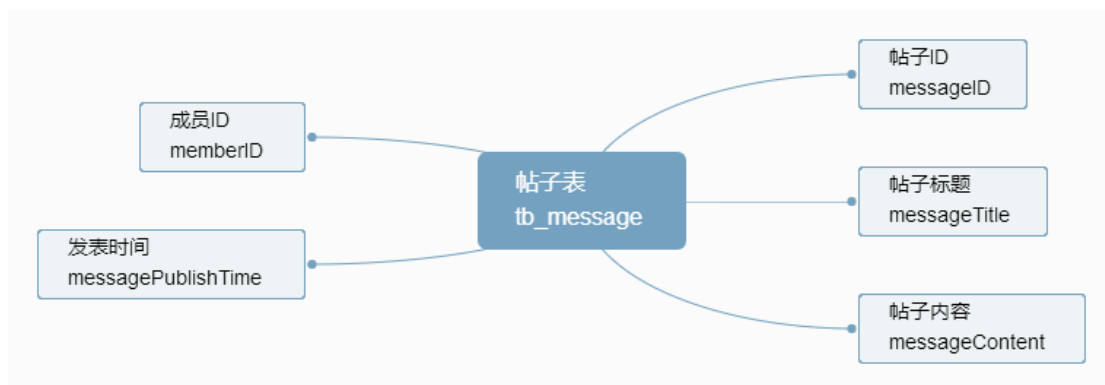 帖子ID
messageID
成员ID
memberID
帖子表
tb_message
帖子标题
messageTitle
发表时间
messagePublishTime
帖子内容
messageContent